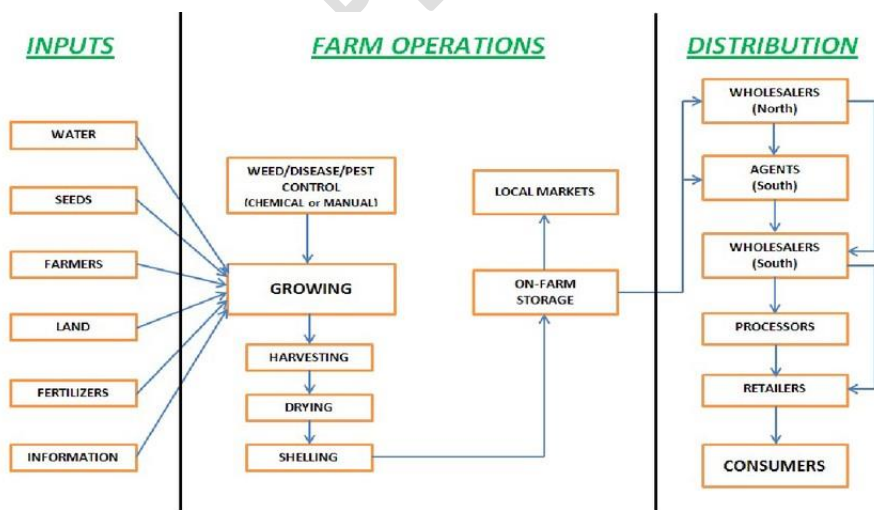 INPUTS
FARM OPERATIONS
DISTRIBUTION
WATER
SEEDS
FARMERS
LAND
FERTILIZERS
INFORMATION
WEED/DISEASE/PEST
CONTROL
(CHEMICAL or MANUAL)
GROWING
HARVESTING
DRYING
SHELLING
LOCAL MARKETS
ON-FARM
STORAGE
WHOLESALERS
(North)
AGENTS
(South)
WHOLESALERS
(South)
PROCESSORS
RETAILERS
CONSUMERS